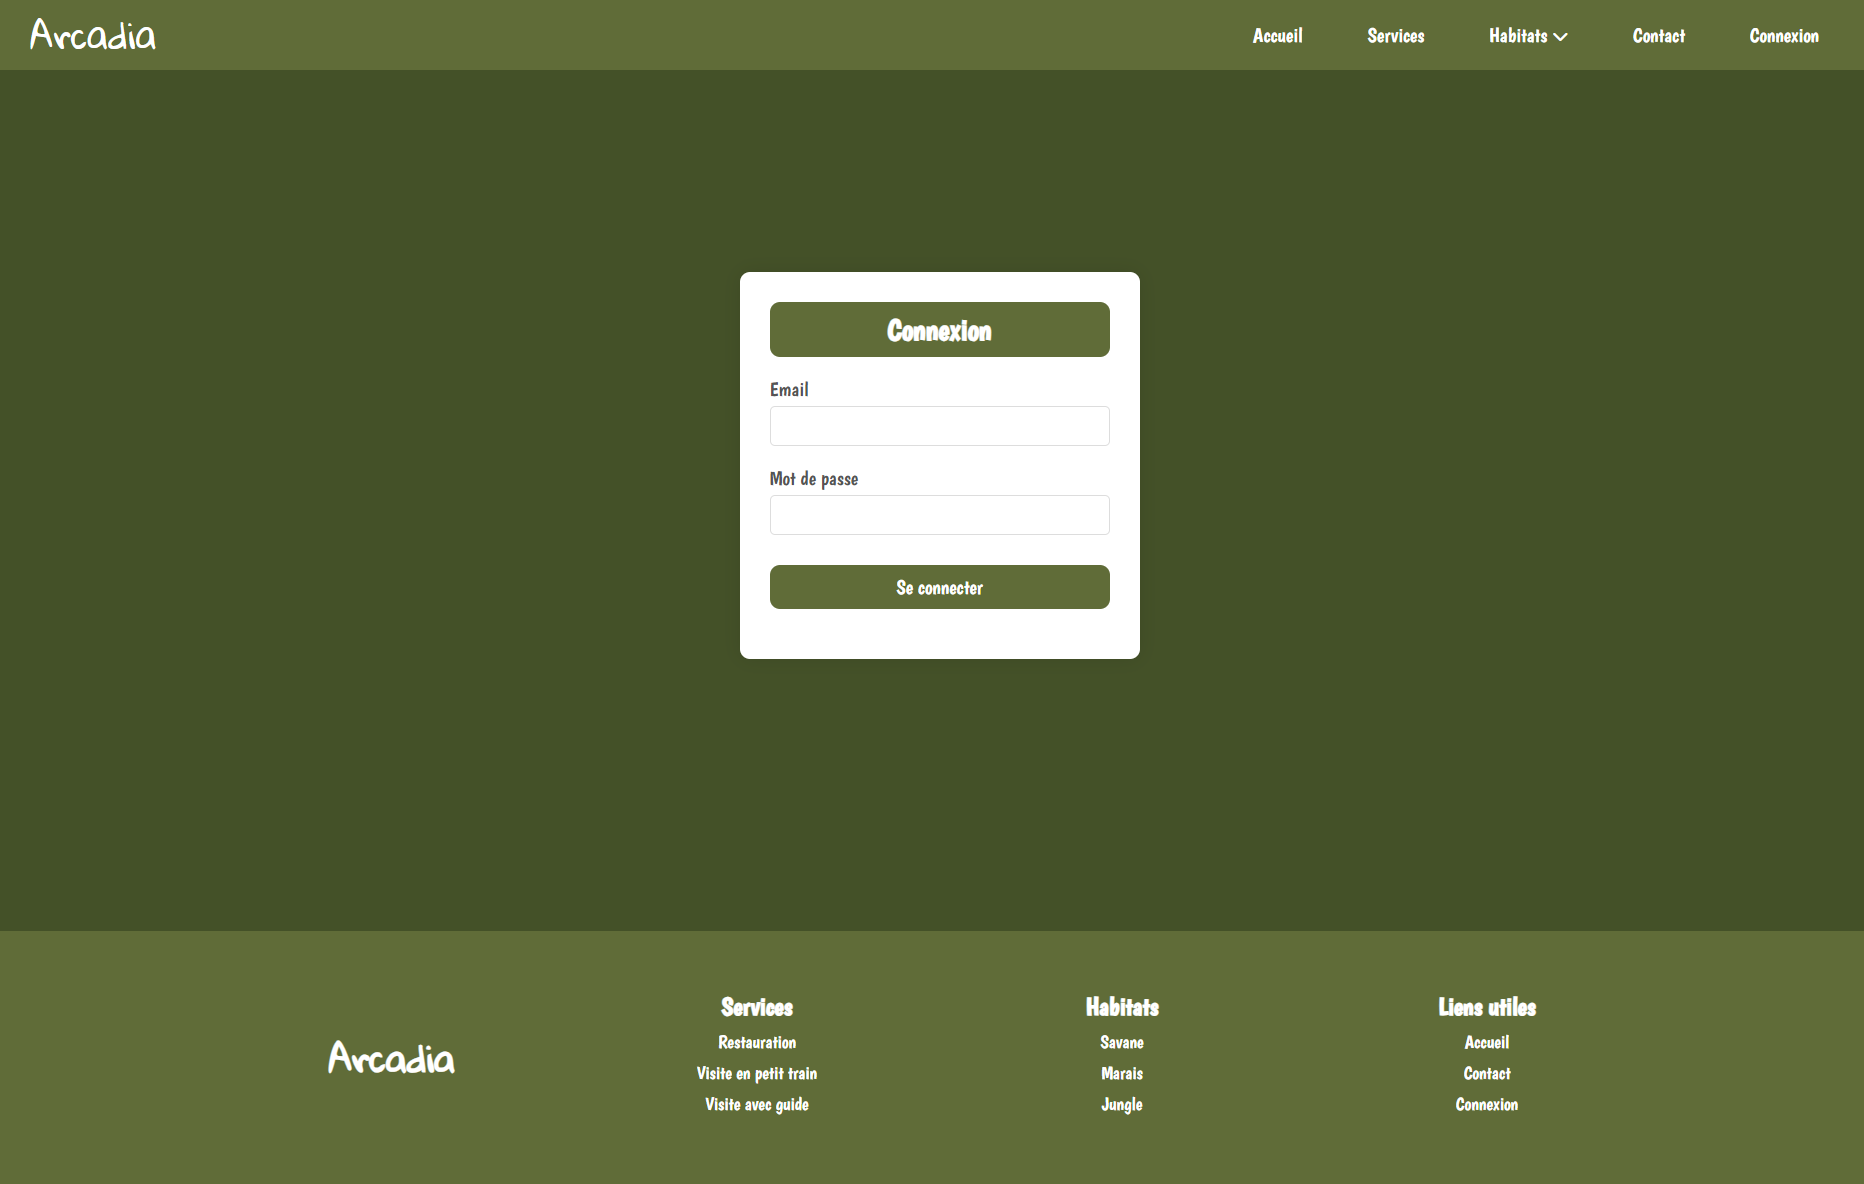 Arcadia
Accueil
Services
Habitats
Contact
Connexion
Connexion
Email
Mot de passe
Se connecter
Arcadia
Services
Restauration
Visite en petit train
Visite avec guide
Habitats
Savane
Marais
Jungle
Liens utiles
Accueil
Contact
Connexion